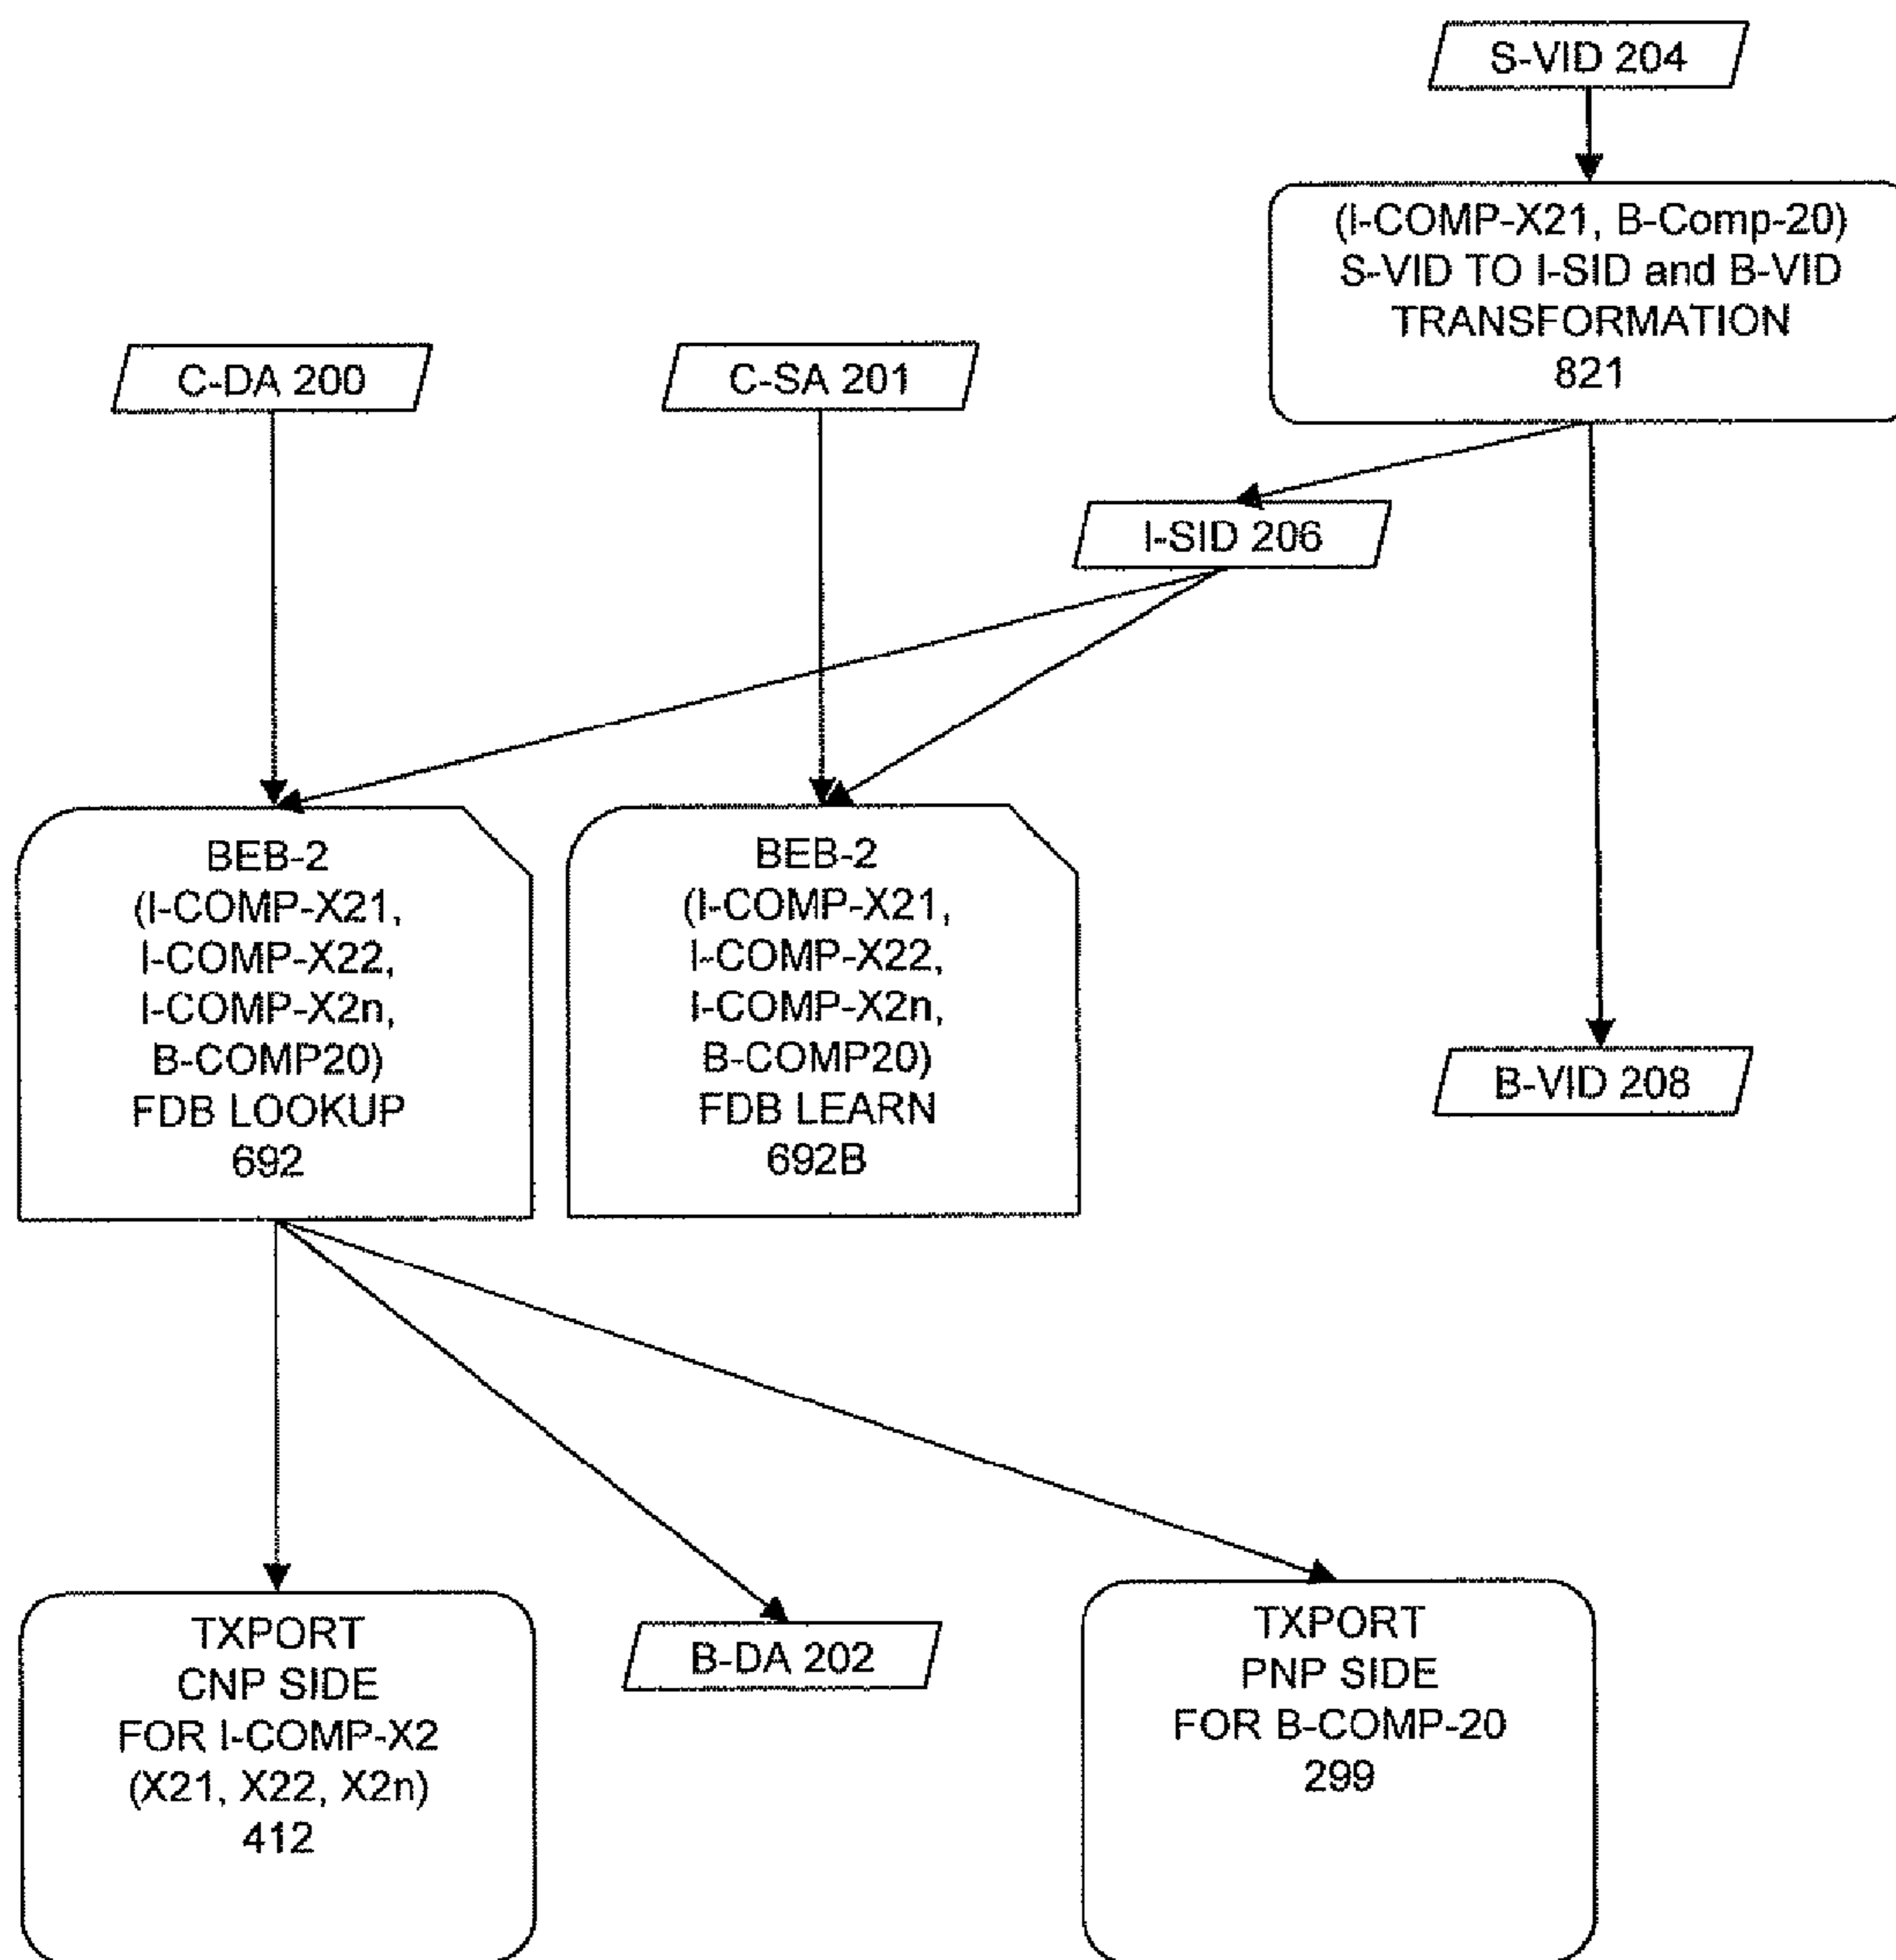 S-VID 204
(I-COMP-X21, B-Comp-20)
S-VID TO I-SID and B-VID
TRANSFORMATION
821
C-DA 200
C-SA 201
I-SID 206
BEB-2
(I-COMP-X21,
I-COMP-X22,
I-COMP-X2n,
B-COMP20)
FDB LOOKUP
692
BEB-2
(I-COMP-X21,
I-COMP-X22,
I-COMP-X2n,
B-COMP20)
FDB LEARN
692B
B-VID 208
TXPORT
CNP SIDE
FOR I-COMP-X2
(X21, X22, X2n)
412
B-DA 202
TXPORT
PNP SIDE
FOR B-COMP-20
299